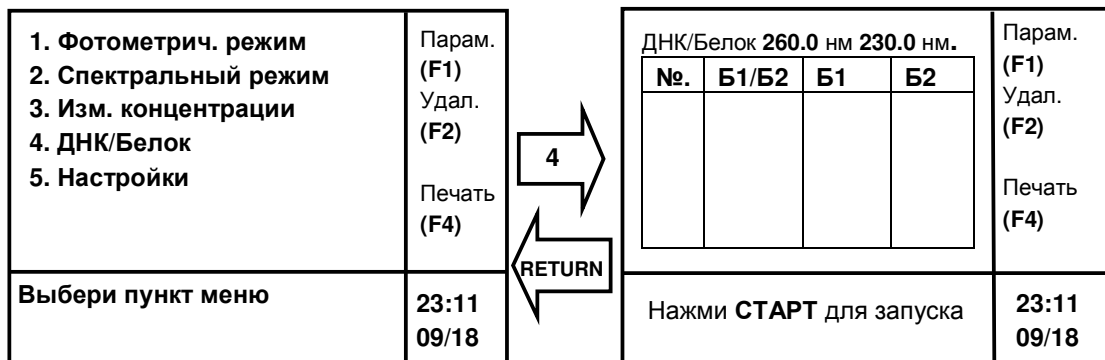 1. Фотометрич. режим
2. Спектральный режим
3. Изм. концентрации
4. ДНК/Белок
5. Настройки
Парам.
(F1)
Удал.
(F2)
Печать
(F4)
Выбери пункт меню
23:11
09/18
4
RETURN
ДНК/Белок 260.0 нм 230.0 нм.
№. Б1/Б2 Б1 Б2
Парам.
(F1)
Удал.
(F2)
Печать
(F4)
Нажми СТАРТ для запуска
23:11
09/18